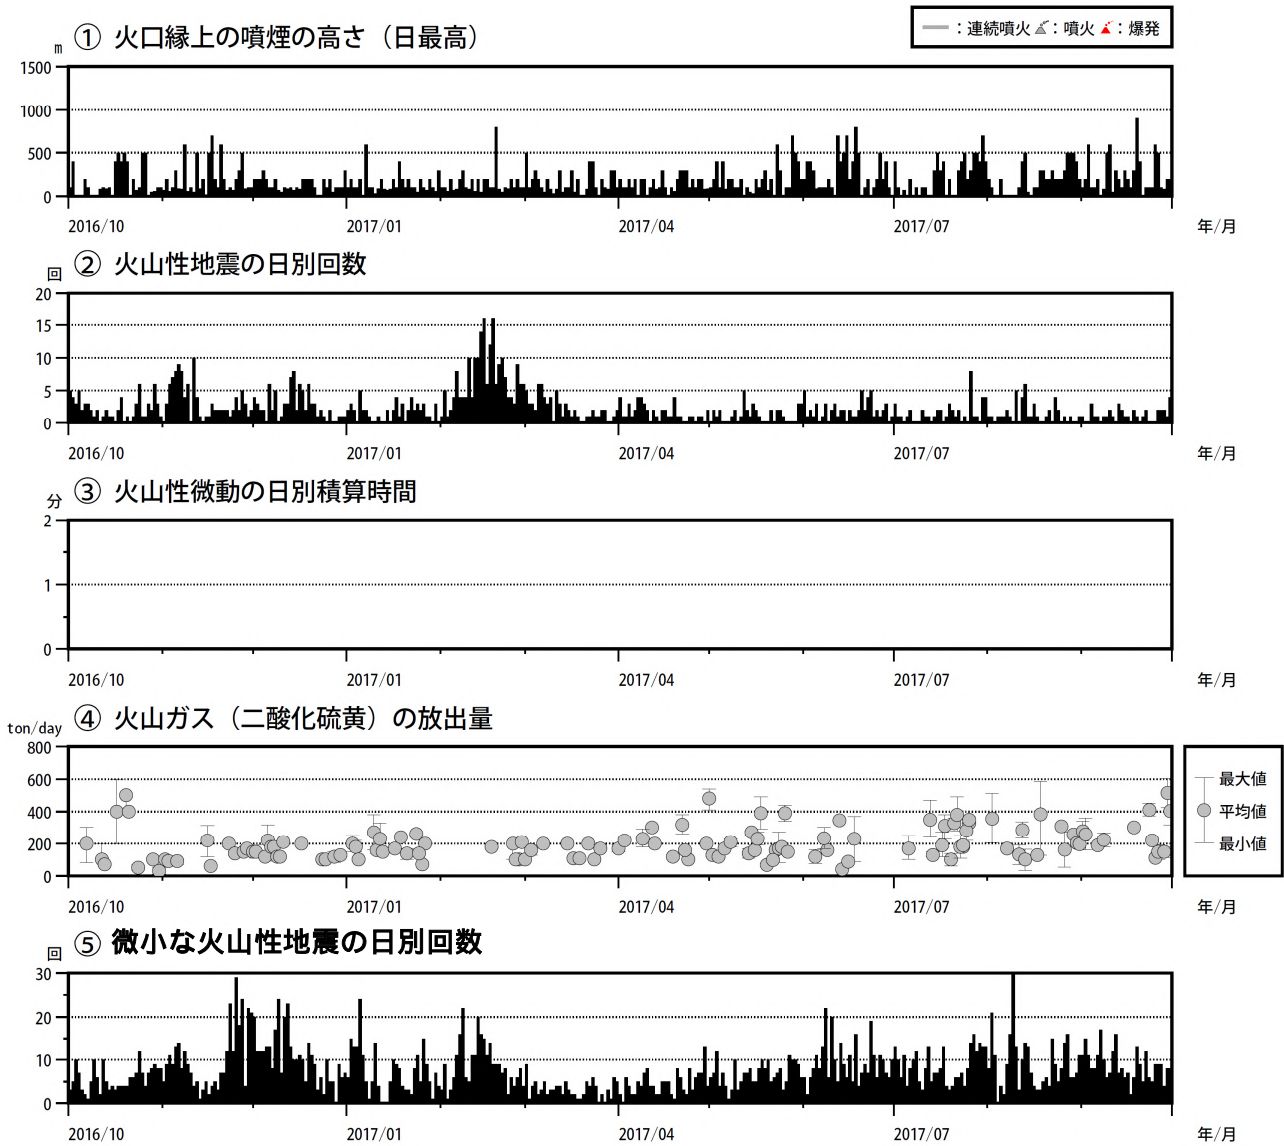 ① 火口縁上の噴煙の高さ（日最高）
：連続噴火 ：噴火 ：爆発
m
1500
1000
500
0
2016/10 2017/01 2017/04 2017/07 年/月
② 火山性地震の日別回数
回
20
15
10
5
0
2016/10 2017/01 2017/04 2017/07 年/月
③ 火山性微動の日別積算時間
分
2
1
0
2016/10 2017/01 2017/04 2017/07 年/月
④ 火山ガス（二酸化硫黄）の放出量
ton/day
800
600
400
200
0
最大値
平均値
最小値
2016/10 2017/01 2017/04 2017/07 年/月
⑤ 微小な火山性地震の日別回数
回
30
20
10
0
2016/10 2017/01 2017/04 2017/07 年/月